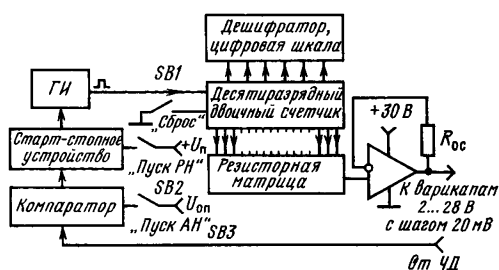 Дешифратор,
цифровая шкала
ГИ
SB1
„Сброс“
Десятиразрядный
двоичный счетчик
+30 В
Rос
Старт-стопное
устройство
+Uп
„Пуск РН“
Резисторная
матрица
SB2
Компаратор
Uоп
„Пуск АН“
SB3
К варикапам
2...28 В
с шагом 20 мВ
От ЧД